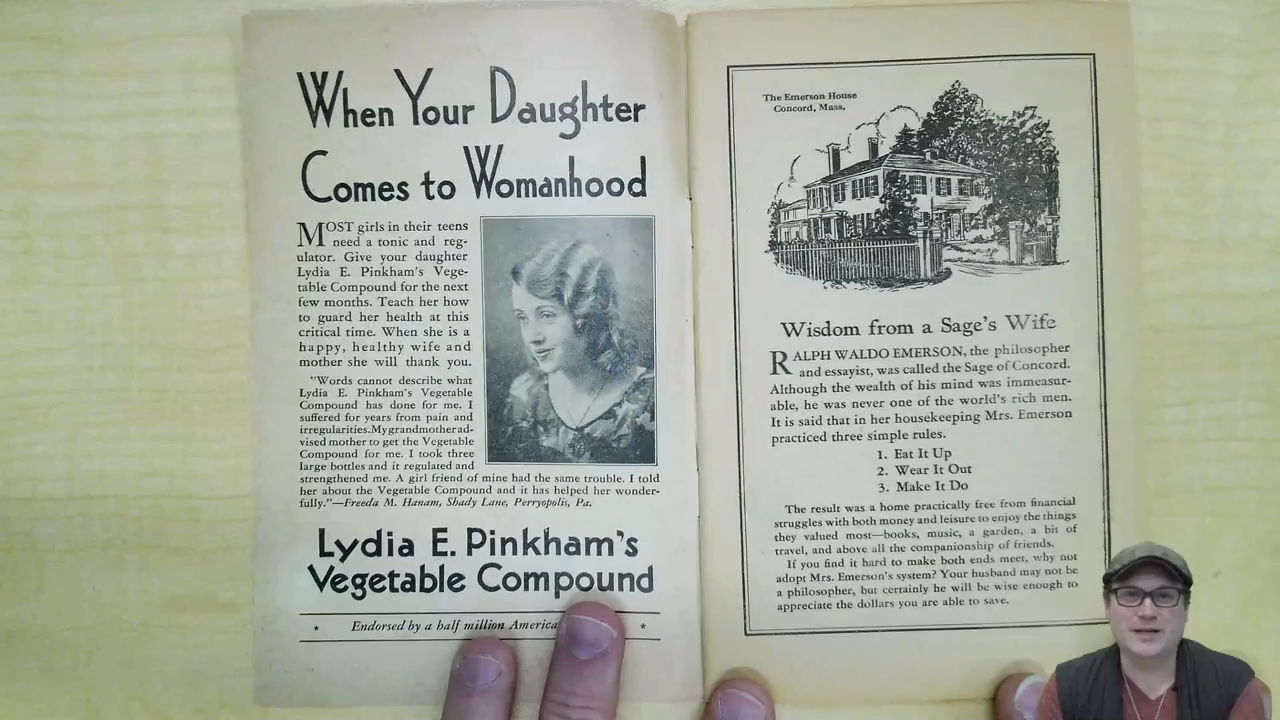 When Your Daughter
Comes to Womanhood
MOST girls in their teens
need a tonic and reg-
ulator. Give your daughter
Lydia E. Pinkham's Vege-
table Compound for the next
few months. Teach her how
to guard her health at this
critical time. When she is a
happy, healthy wife and
mother she will thank you.
"Words cannot describe what
Lydia E. Pinkham's Vegetable
Compound has done for me. I
suffered for years from pain and
irregularities.My grandmother ad-
vised mother to get the Vegetable
Compound for me. I took three
large bottles and it regulated and
strengthened me. A girl friend of mine had the same trouble. I told
her about the Vegetable Compound and it has helped her wonder-
fully."—Freeda M. Hanam, Shady Lane, Perryopolis, Pa.
Lydia E. Pinkham's
Vegetable Compound
Endorsed by a half million
The Emerson House
Concord, Mass.
Wisdom from a Sage's Wife
RALPH WALDO EMERSON, the philosopher
and essayist, was called the Sage of Concord.
Although the wealth of his mind was immeasur-
able, he was never one of the world's rich men.
It is said that in her housekeeping Mrs. Emerson
practiced three simple rules.
1. Eat It Up
2. Wear It Out
3. Make It Do
The result was a home practically free from financial
struggles with both money and leisure to enjoy the things
they valued most—books, music, a garden, a bit of
travel, and above all the companionship of friends.
If you find it hard to make both ends meet, why not
adopt Mrs. Emerson's system? Your husband may not be
a philosopher, but certainly he will be wise enough to
appreciate the dollars you are able to save.